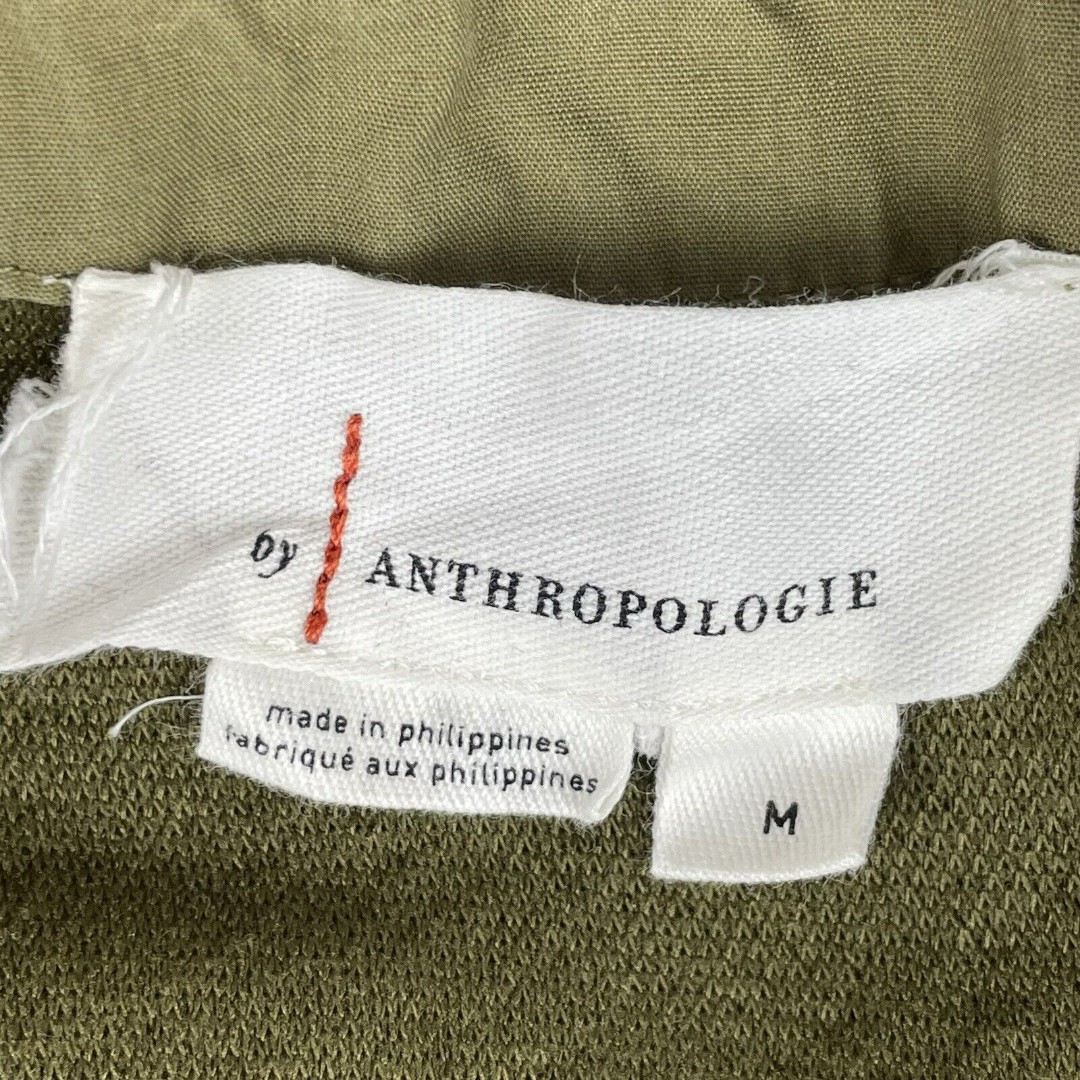 by ANTHROPOLOGIE
made in philippines
fabriqué aux philippines
M